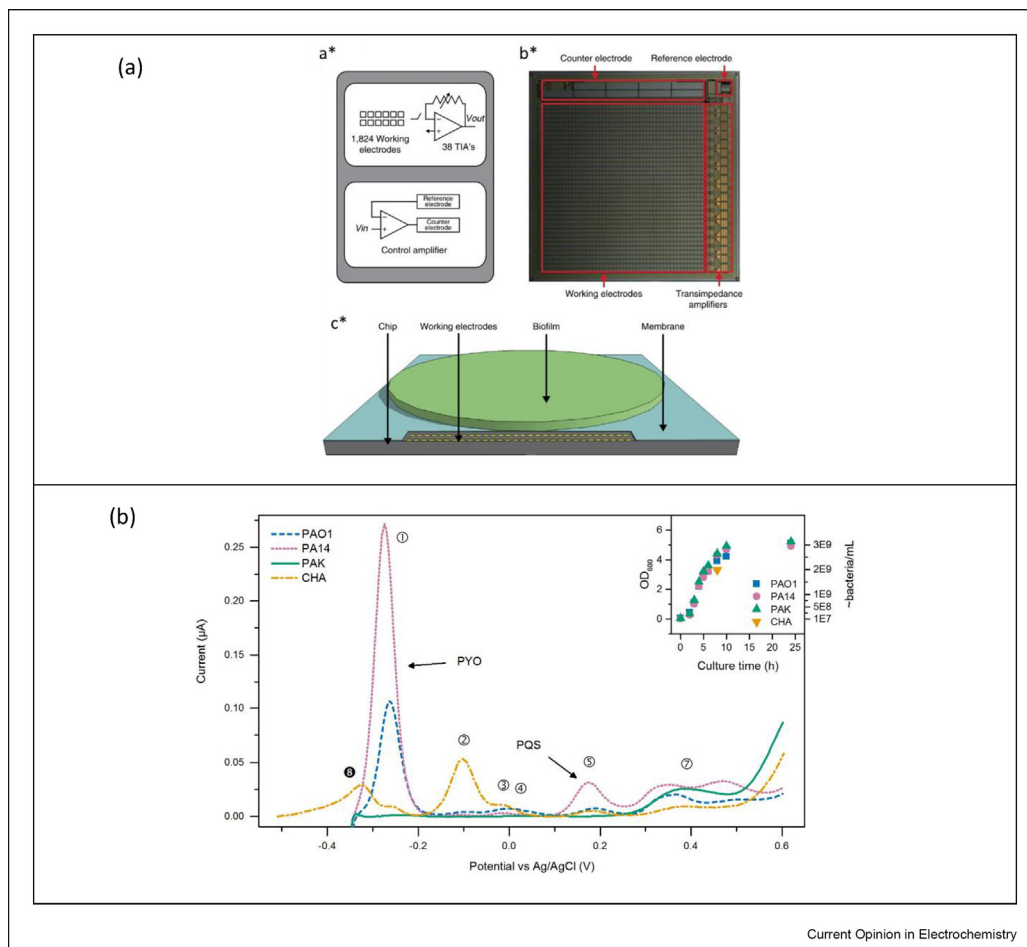 (a)
a*
1,824 Working
electrodes
Vout
38 TIA's
Reference
electrode
Counter
electrode
Vin
Control amplifier
b*
Counter electrode
Reference electrode
Working electrodes
Transimpedance
amplifiers
c*
Chip
Working electrodes
Biofilm
Membrane
(b)
PAO1
PA14
PAK
CHA
0.25
0.20
0.15
0.10
0.05
0.00
Current (µA)
①
PYO
②
③
④
PQS
⑤
⑦
❽
-0.4
-0.2
0.0
0.2
0.4
0.6
Potential vs Ag/AgCl (V)
6
4
2
0
OD600
3E9
2E9
1E9
5E8
1E7
~bacteria/mL
PAO1
PA14
PAK
CHA
0
5
10
15
20
25
Culture time (h)
Current Opinion in Electrochemistry